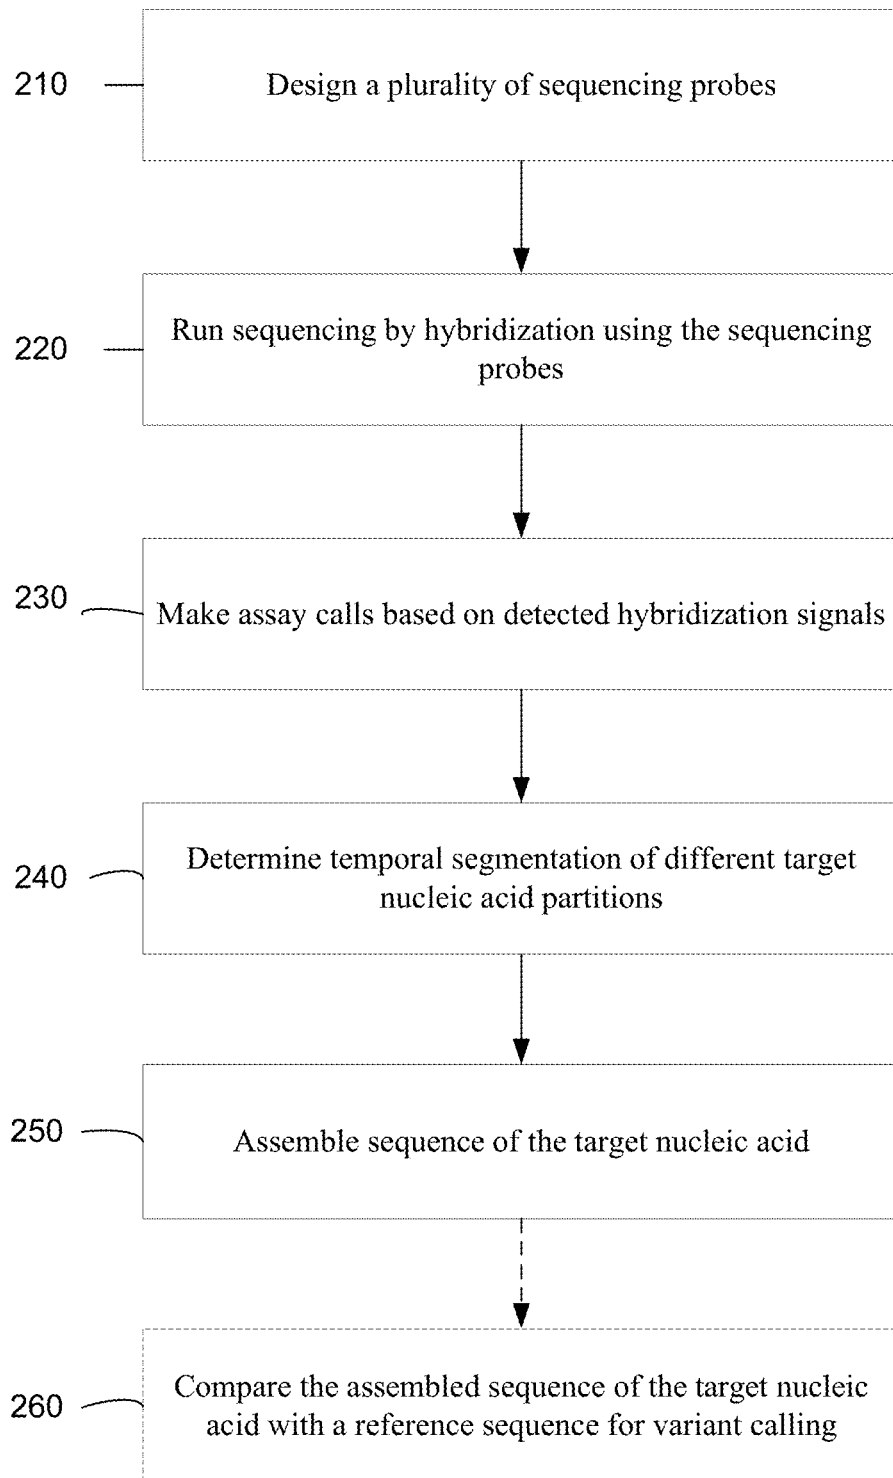 210
Design a plurality of sequencing probes
220
Run sequencing by hybridization using the sequencing
probes
230
Make assay calls based on detected hybridization signals
240
Determine temporal segmentation of different target
nucleic acid partitions
250
Assemble sequence of the target nucleic acid
260
Compare the assembled sequence of the target nucleic
acid with a reference sequence for variant calling